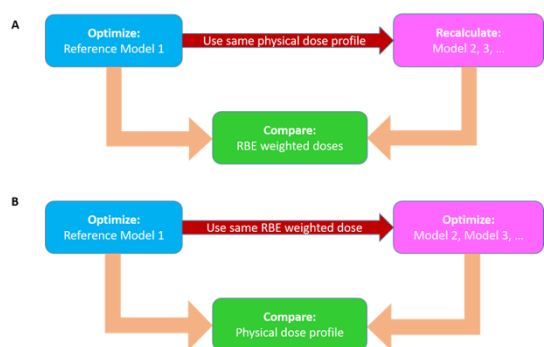 A
Optimize:
Reference Model 1
Use same physical dose profile
Recalculate:
Model 2, 3, ...
Compare:
RBE weighted doses
B
Optimize:
Reference Model 1
Use same RBE weighted dose
Optimize:
Model 2, Model 3, ...
Compare:
Physical dose profile